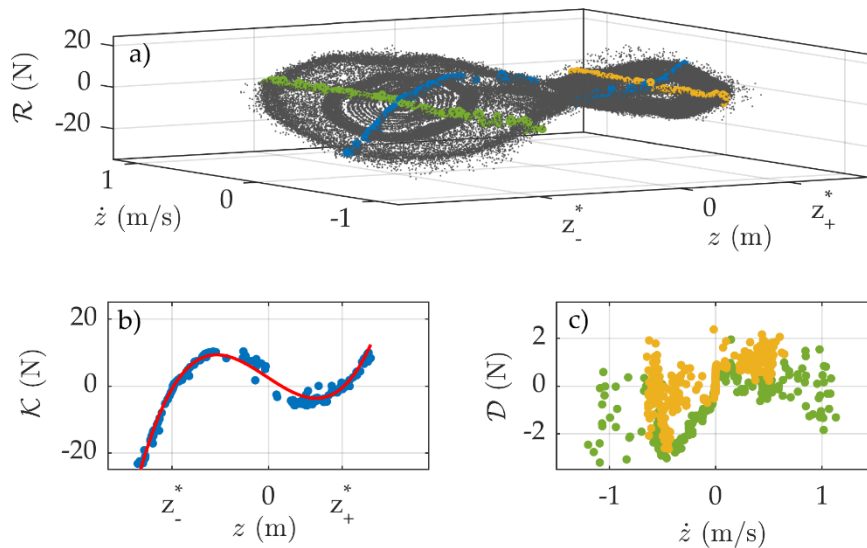 a)
20
0
-20
ℛ (N)
1
0
-1
ż (m/s)
z*₋
0
z*₊
z (m)
b)
20
0
-20
𝒦 (N)
z*₋
0
z*₊
z (m)
c)
2
0
-2
𝒟 (N)
-1
0
1
ż (m/s)